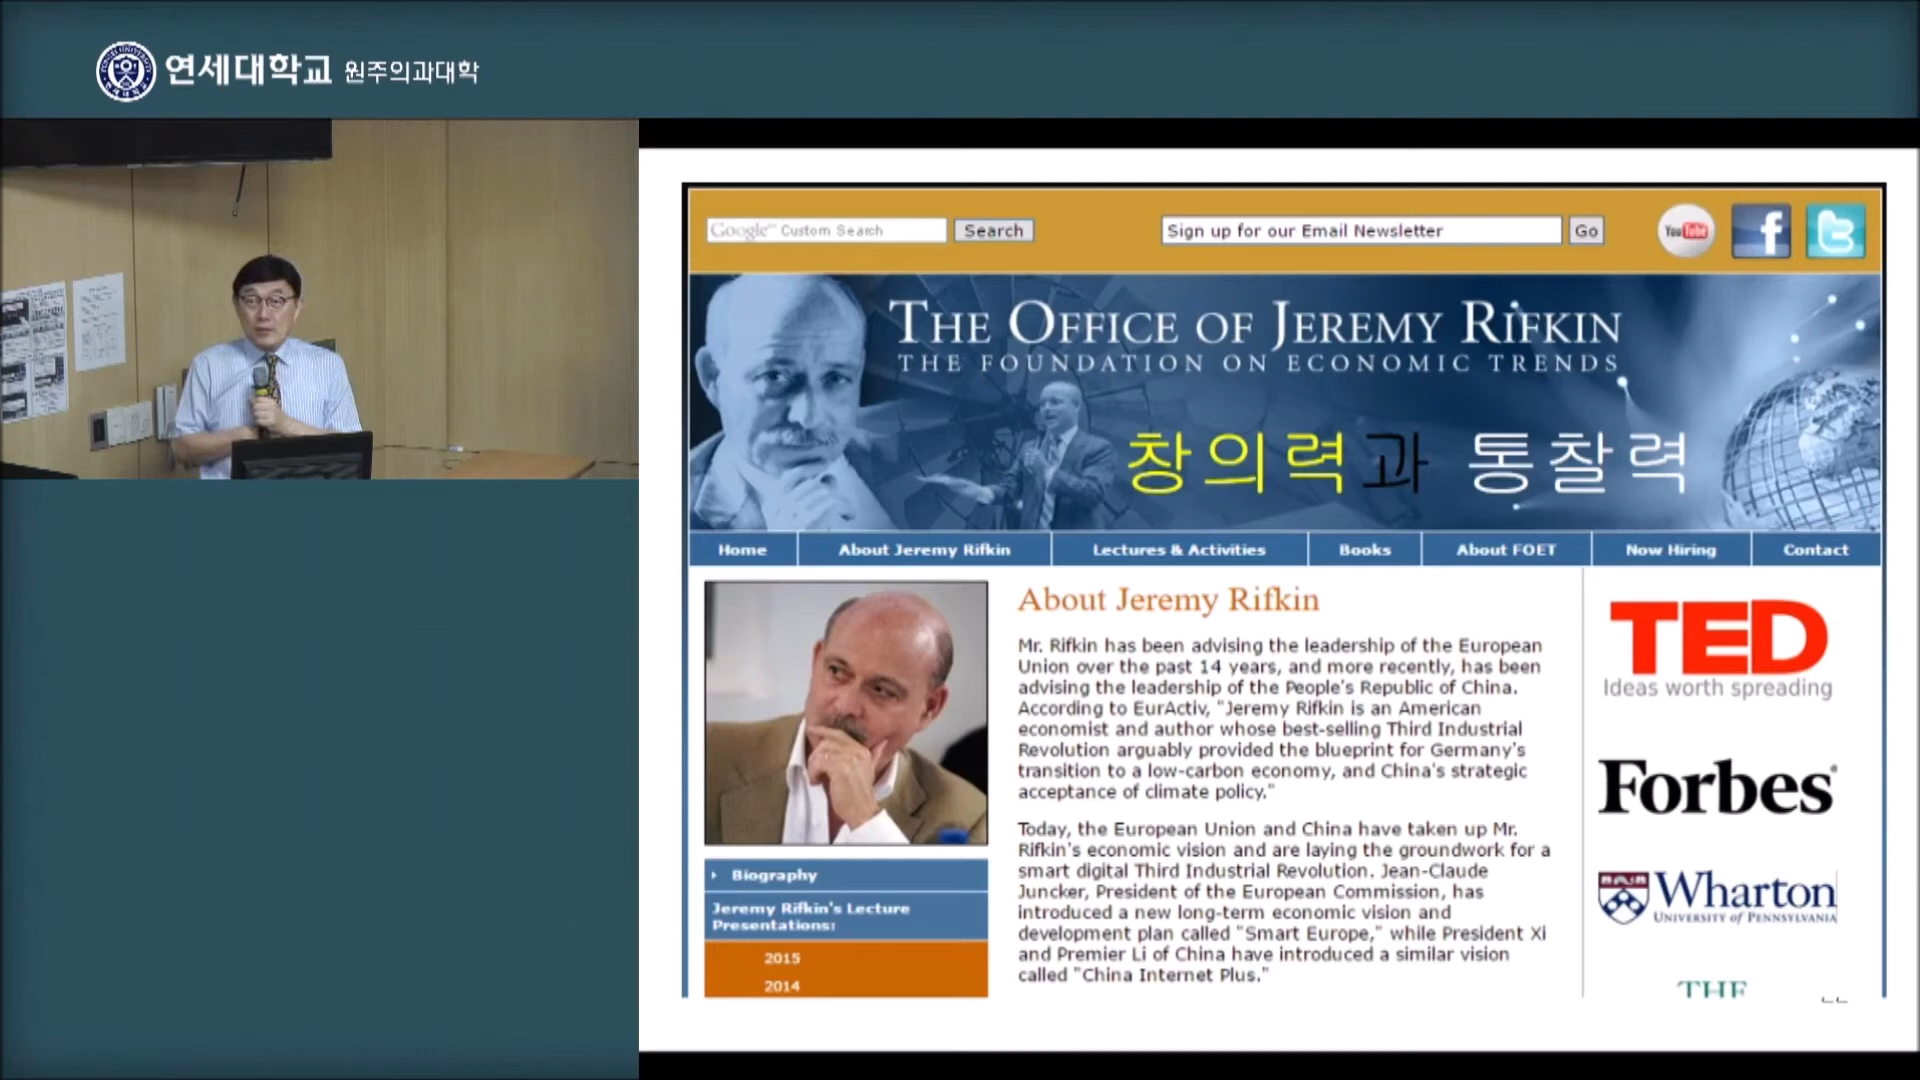 연세대학교 원주의과대학
Google™ Custom Search
Search
Sign up for our Email Newsletter
Go
You Tube
THE OFFICE OF JEREMY RIFKIN
THE FOUNDATION ON ECONOMIC TRENDS
창의력과 통찰력
Home
About Jeremy Rifkin
Lectures & Activities
Books
About FOET
Now Hiring
Contact
About Jeremy Rifkin
Mr. Rifkin has been advising the leadership of the European
Union over the past 14 years, and more recently, has been
advising the leadership of the People's Republic of China.
According to EurActiv, "Jeremy Rifkin is an American
economist and author whose best-selling Third Industrial
Revolution arguably provided the blueprint for Germany's
transition to a low-carbon economy, and China's strategic
acceptance of climate policy."
Today, the European Union and China have taken up Mr.
Rifkin's economic vision and are laying the groundwork for a
smart digital Third Industrial Revolution. Jean-Claude
Juncker, President of the European Commission, has
introduced a new long-term economic vision and
development plan called "Smart Europe," while President Xi
and Premier Li of China have introduced a similar vision
called "China Internet Plus."
Biography
Jeremy Rifkin's Lecture
Presentations:
2015
2014
TED
Ideas worth spreading
Forbes
Wharton
UNIVERSITY of PENNSYLVANIA
THE